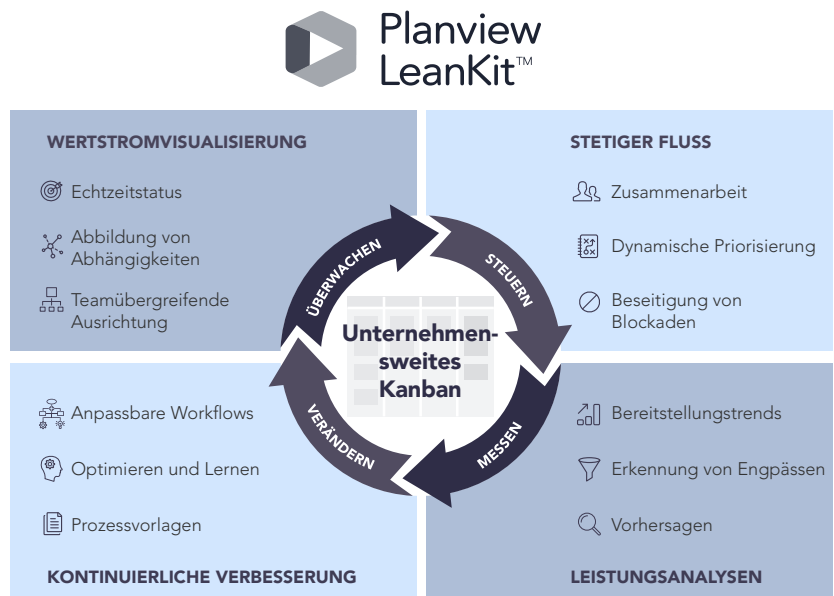 Planview
LeanKit™
WERTSTROMVISUALISIERUNG
Echtzeitstatus
Abbildung von
Abhängigkeiten
Teamübergreifende
Ausrichtung
STETIGER FLUSS
Zusammenarbeit
Dynamische Priorisierung
Beseitigung von
Blockaden
ÜBERWACHEN
STEUERN
MESSEN
VERÄNDERN
Unternehmen-
sweites
Kanban
Anpassbare Workflows
Optimieren und Lernen
Prozessvorlagen
KONTINUIERLICHE VERBESSERUNG
Bereitstellungstrends
Erkennung von Engpässen
Vorhersagen
LEISTUNGSANALYSEN